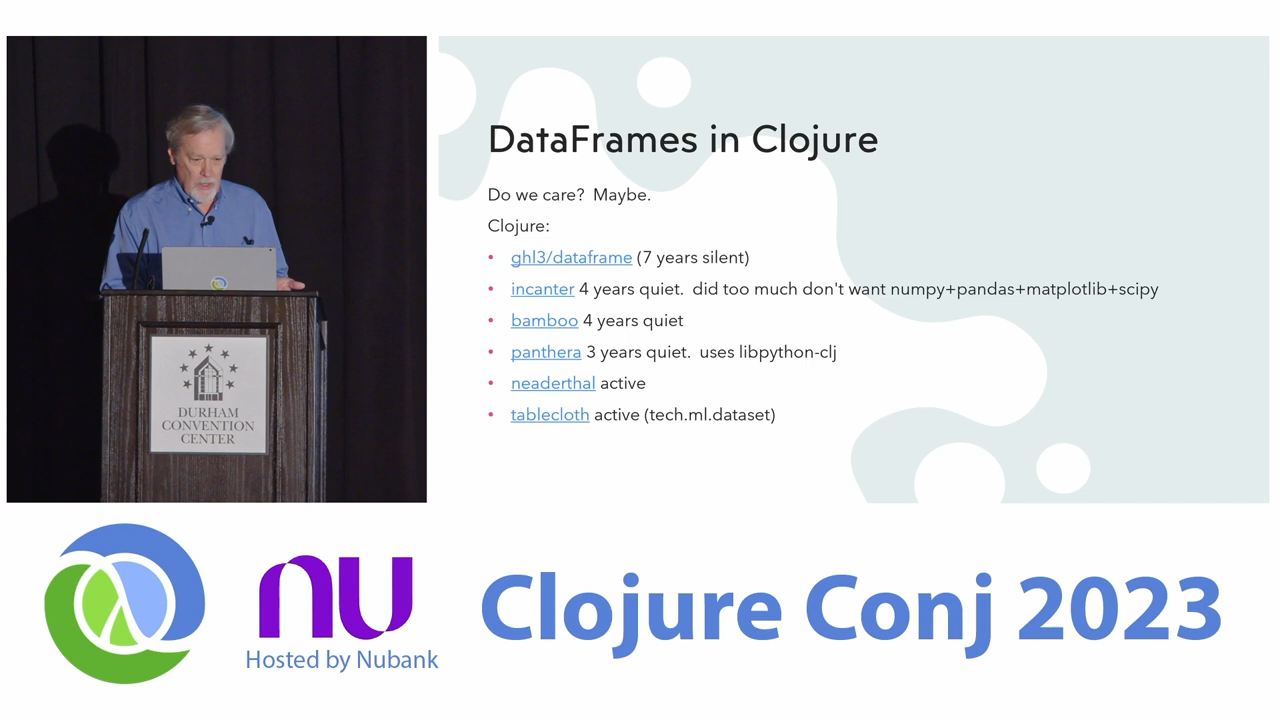 DataFrames in Clojure
Do we care?  Maybe.
Clojure:
• ghl3/dataframe (7 years silent)
• incanter 4 years quiet.  did too much don't want numpy+pandas+matplotlib+scipy
• bamboo 4 years quiet
• panthera 3 years quiet.  uses libpython-clj
• neaderthal active
• tablecloth active (tech.ml.dataset)
DURHAM
CONVENTION
CENTER
nu
Hosted by Nubank
Clojure Conj 2023